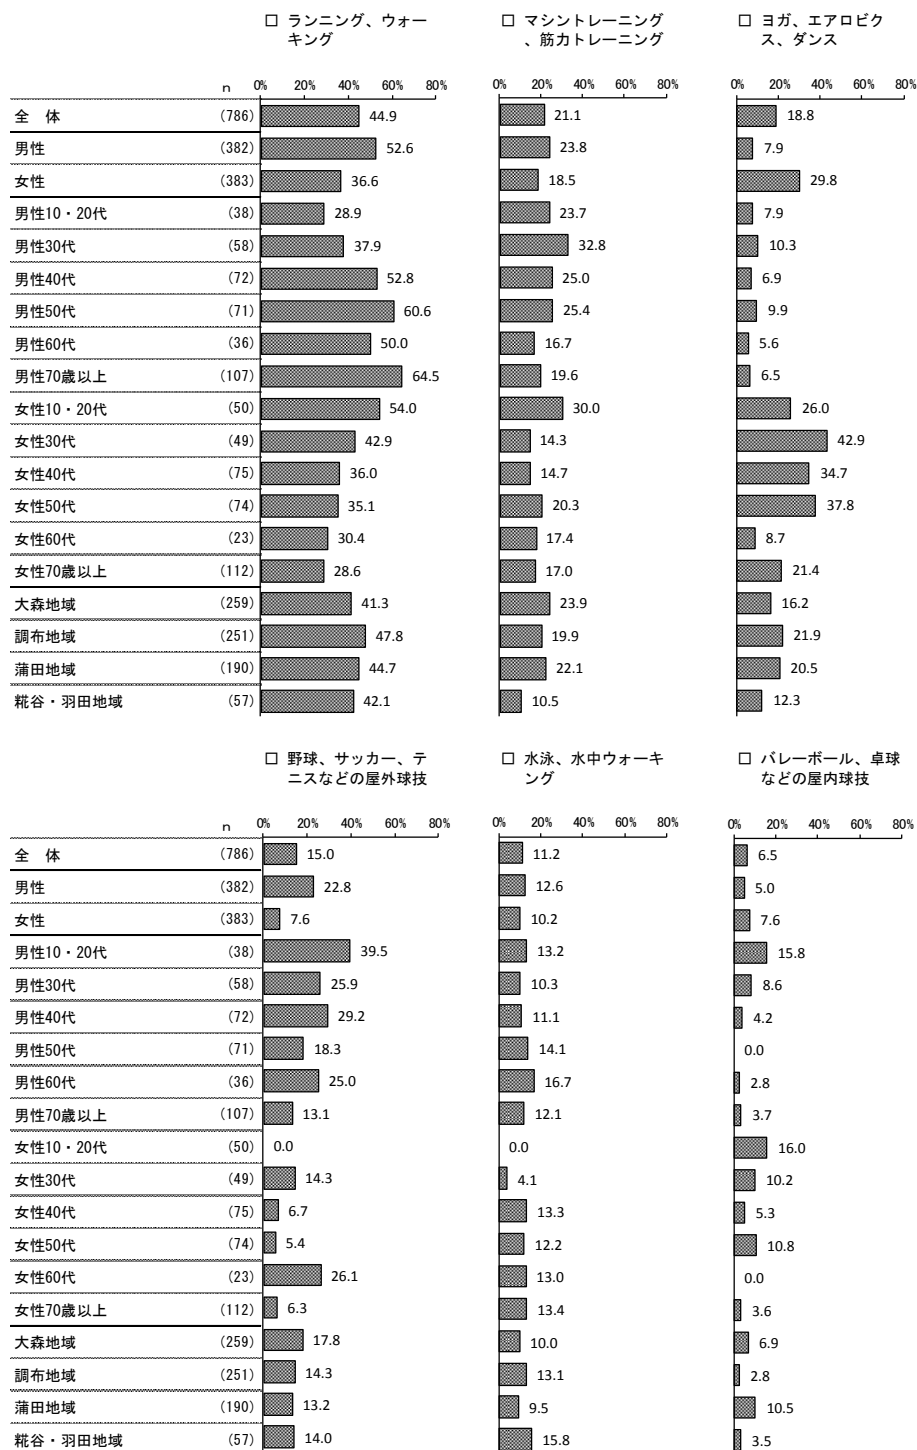 □ ランニング、ウォー
キング
□ マシントレーニング
、筋力トレーニング
□ ヨガ、エアロビク
ス、ダンス
n 0% 20% 40% 60% 80% 0% 20% 40% 60% 80% 0% 20% 40% 60% 80%
全 体 (786) 44.9 21.1 18.8
男性 (382) 52.6 23.8 7.9
女性 (383) 36.6 18.5 29.8
男性10・20代 (38) 28.9 23.7 7.9
男性30代 (58) 37.9 32.8 10.3
男性40代 (72) 52.8 25.0 6.9
男性50代 (71) 60.6 25.4 9.9
男性60代 (36) 50.0 16.7 5.6
男性70歳以上 (107) 64.5 19.6 6.5
女性10・20代 (50) 54.0 30.0 26.0
女性30代 (49) 42.9 14.3 42.9
女性40代 (75) 36.0 14.7 34.7
女性50代 (74) 35.1 20.3 37.8
女性60代 (23) 30.4 17.4 8.7
女性70歳以上 (112) 28.6 17.0 21.4
大森地域 (259) 41.3 23.9 16.2
調布地域 (251) 47.8 19.9 21.9
蒲田地域 (190) 44.7 22.1 20.5
糀谷・羽田地域 (57) 42.1 10.5 12.3
□ 野球、サッカー、テ
ニスなどの屋外球技
□ 水泳、水中ウォーキ
ング
□ バレーボール、卓球
などの屋内球技
n 0% 20% 40% 60% 80% 0% 20% 40% 60% 80% 0% 20% 40% 60% 80%
全 体 (786) 15.0 11.2 6.5
男性 (382) 22.8 12.6 5.0
女性 (383) 7.6 10.2 7.6
男性10・20代 (38) 39.5 13.2 15.8
男性30代 (58) 25.9 10.3 8.6
男性40代 (72) 29.2 11.1 4.2
男性50代 (71) 18.3 14.1 0.0
男性60代 (36) 25.0 16.7 2.8
男性70歳以上 (107) 13.1 12.1 3.7
女性10・20代 (50) 0.0 0.0 16.0
女性30代 (49) 14.3 4.1 10.2
女性40代 (75) 6.7 13.3 5.3
女性50代 (74) 5.4 12.2 10.8
女性60代 (23) 26.1 13.0 0.0
女性70歳以上 (112) 6.3 13.4 3.6
大森地域 (259) 17.8 10.0 6.9
調布地域 (251) 14.3 13.1 2.8
蒲田地域 (190) 13.2 9.5 10.5
糀谷・羽田地域 (57) 14.0 15.8 3.5